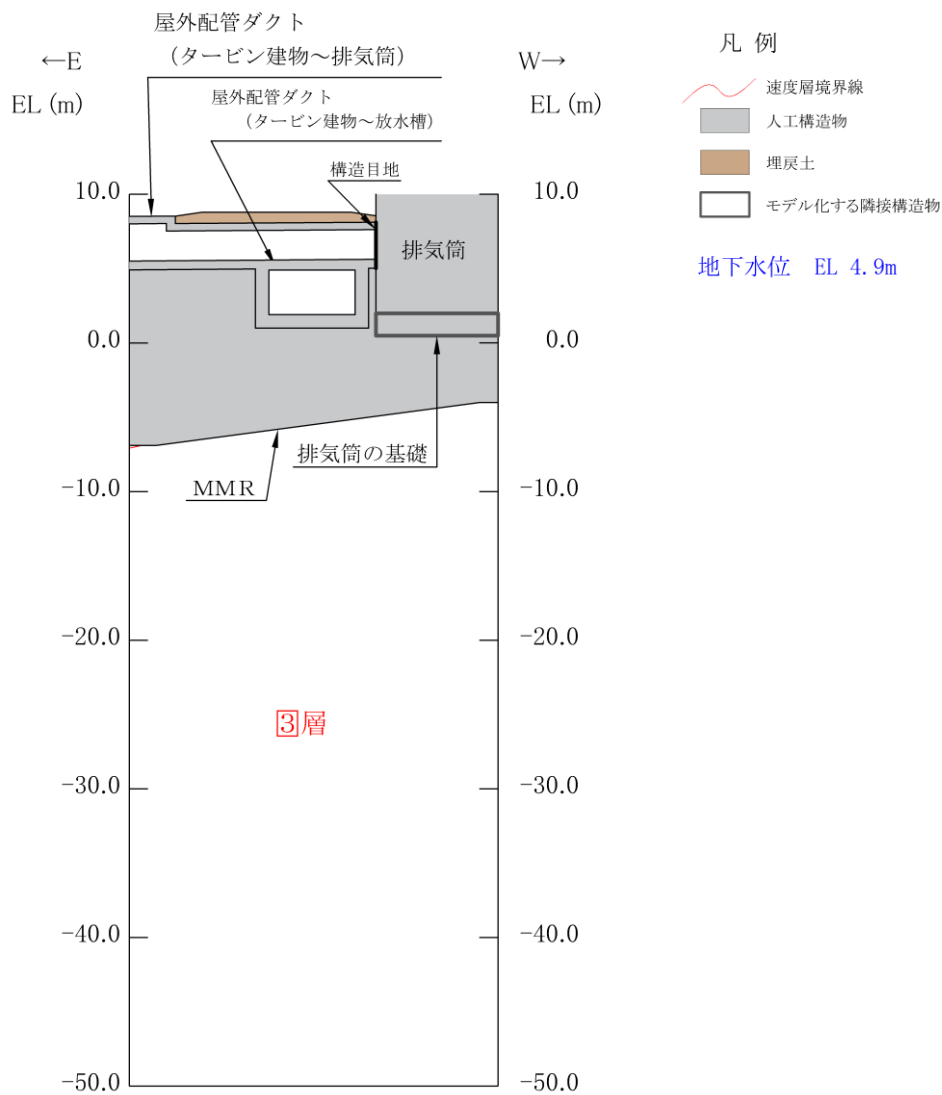 屋外配管ダクト
(タービン建物～排気筒)
←E
W→
EL (m)
EL (m)
屋外配管ダクト
(タービン建物～放水槽)
構造目地
凡 例
速度層境界線
人工構造物
埋戻土
モデル化する隣接構造物
地下水位 EL 4.9m
10.0
10.0
排気筒
0.0
0.0
排気筒の基礎
MMR
-10.0
-10.0
-20.0
-20.0
3層
-30.0
-30.0
-40.0
-40.0
-50.0
-50.0